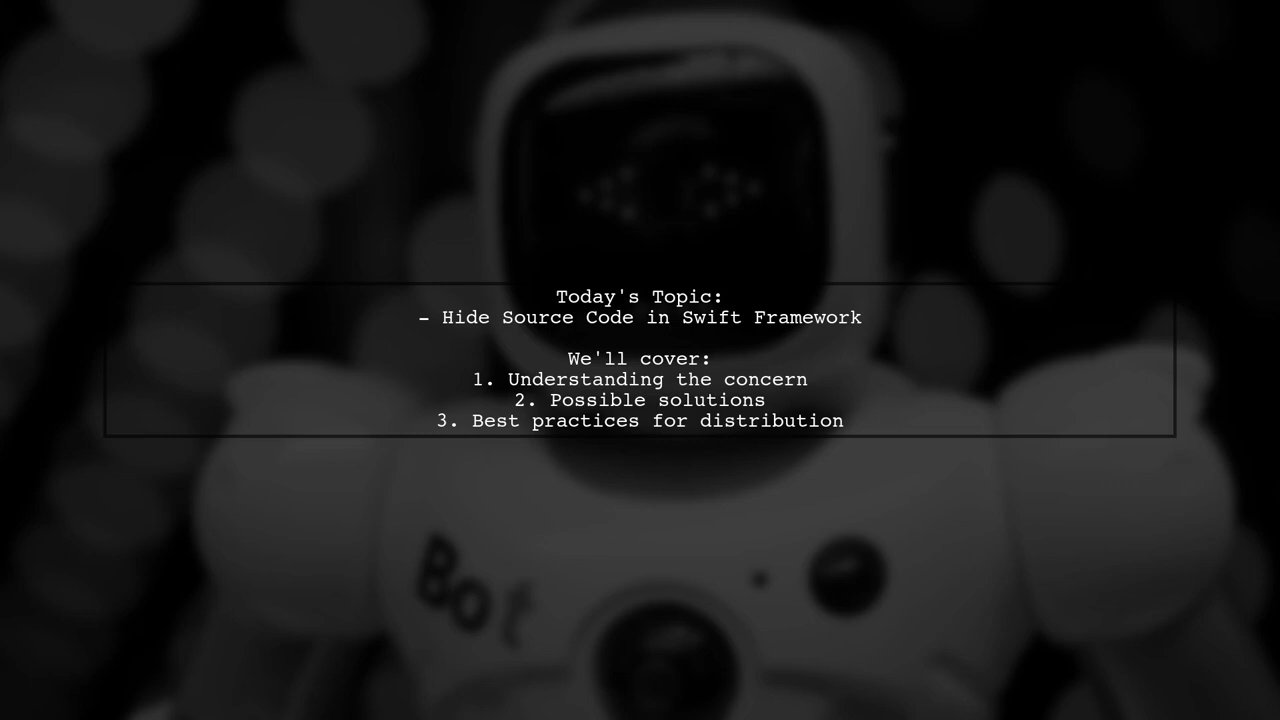 Today's Topic:
- Hide Source Code in Swift Framework
We'll cover:
1. Understanding the concern
2. Possible solutions
3. Best practices for distribution
Bot